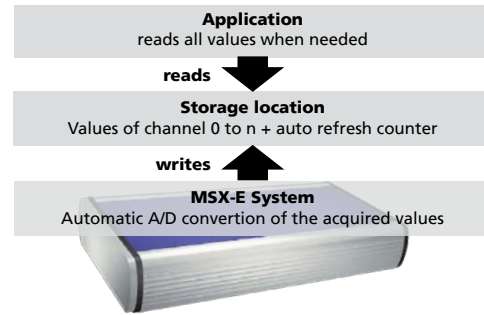 Application
reads all values when needed
reads
Storage location
Values of channel 0 to n + auto refresh counter
writes
MSX-E System
Automatic A/D convertion of the acquired values